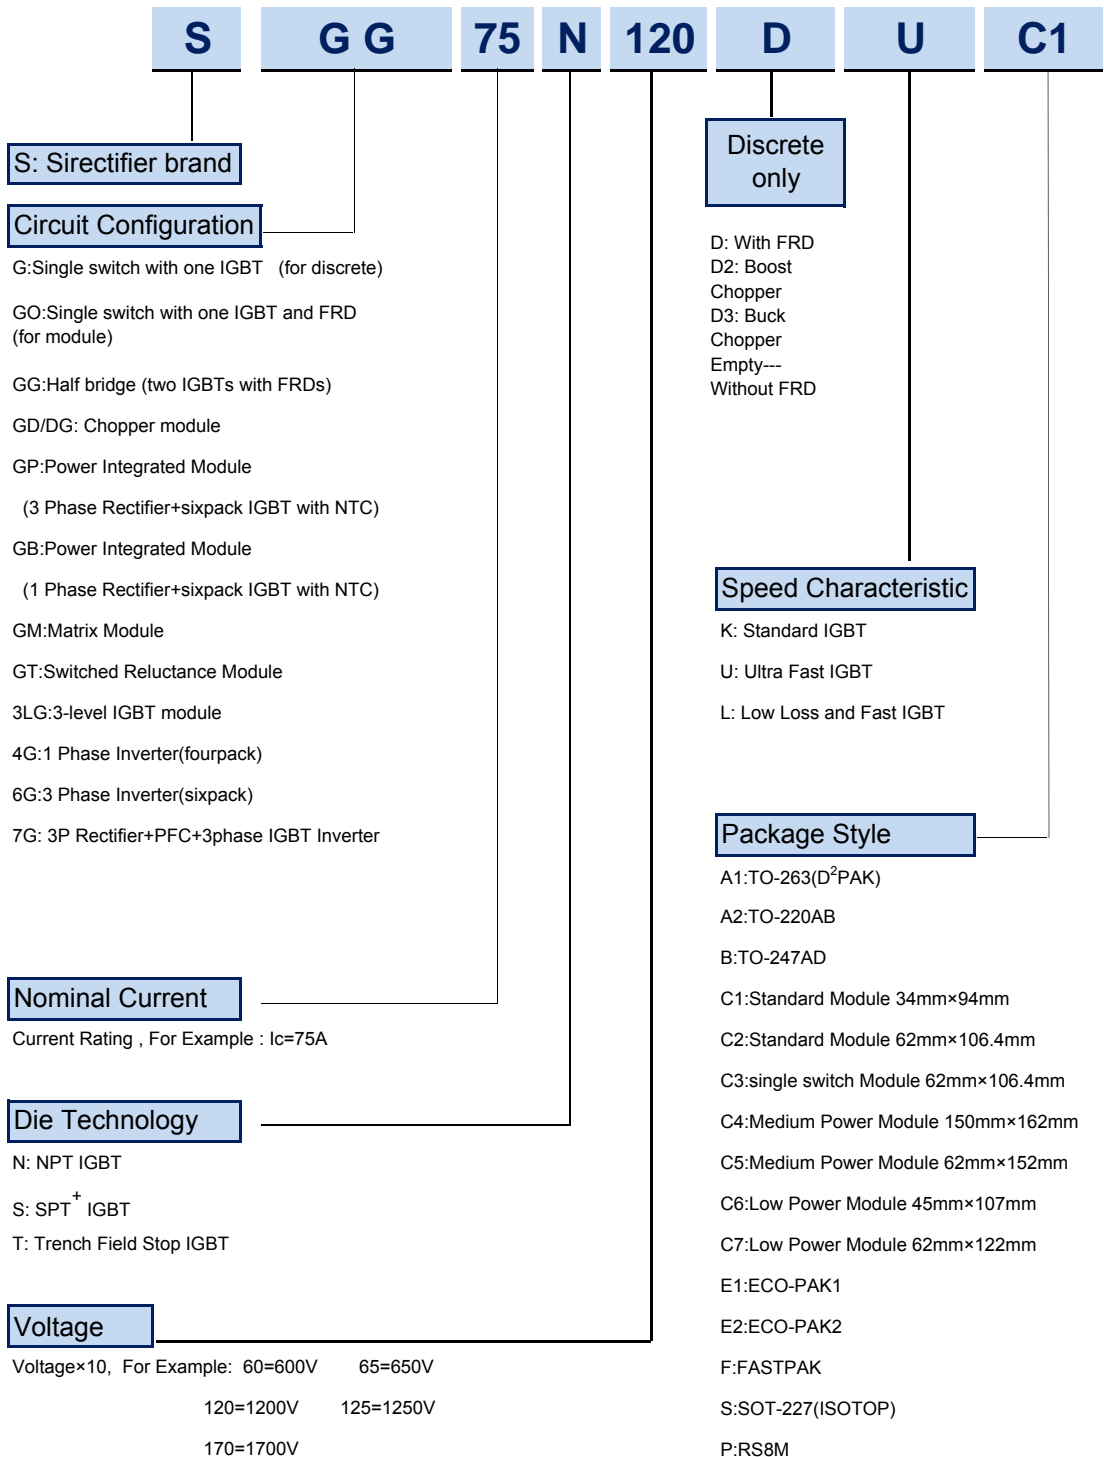 S G G 75 N 120 D U C1
S: Sirectifier brand
Circuit Configuration
G:Single switch with one IGBT (for discrete)
GO:Single switch with one IGBT and FRD
(for module)
GG:Half bridge (two IGBTs with FRDs)
GD/DG: Chopper module
GP:Power Integrated Module
(3 Phase Rectifier+sixpack IGBT with NTC)
GB:Power Integrated Module
(1 Phase Rectifier+sixpack IGBT with NTC)
GM:Matrix Module
GT:Switched Reluctance Module
3LG:3-level IGBT module
4G:1 Phase Inverter(fourpack)
6G:3 Phase Inverter(sixpack)
7G: 3P Rectifier+PFC+3phase IGBT Inverter
Nominal Current
Current Rating , For Example : Ic=75A
Die Technology
N: NPT IGBT
S: SPT⁺ IGBT
T: Trench Field Stop IGBT
Voltage
Voltage×10, For Example: 60=600V 65=650V
120=1200V 125=1250V
170=1700V
Discrete
only
D: With FRD
D2: Boost
Chopper
D3: Buck
Chopper
Empty---
Without FRD
Speed Characteristic
K: Standard IGBT
U: Ultra Fast IGBT
L: Low Loss and Fast IGBT
Package Style
A1:TO-263(D²PAK)
A2:TO-220AB
B:TO-247AD
C1:Standard Module 34mm×94mm
C2:Standard Module 62mm×106.4mm
C3:single switch Module 62mm×106.4mm
C4:Medium Power Module 150mm×162mm
C5:Medium Power Module 62mm×152mm
C6:Low Power Module 45mm×107mm
C7:Low Power Module 62mm×122mm
E1:ECO-PAK1
E2:ECO-PAK2
F:FASTPAK
S:SOT-227(ISOTOP)
P:RS8M